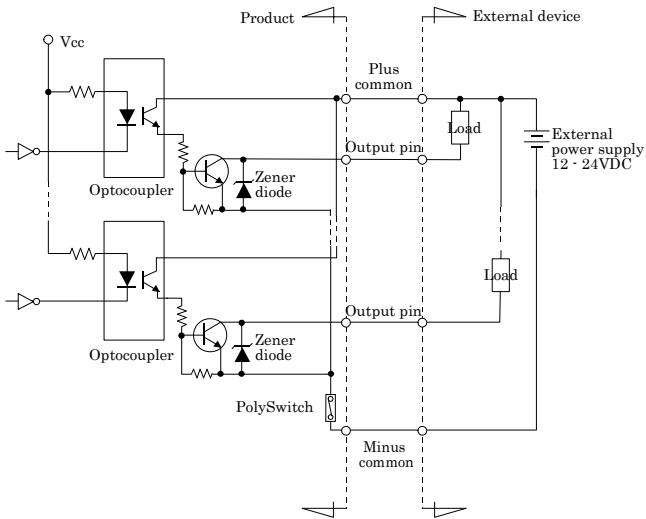 Product
External device
Vcc
Plus
common
Load
Output pin
External
power supply
12 - 24VDC
Optocoupler
Zener
diode
Load
Output pin
Optocoupler
Zener
diode
PolySwitch
Minus
common